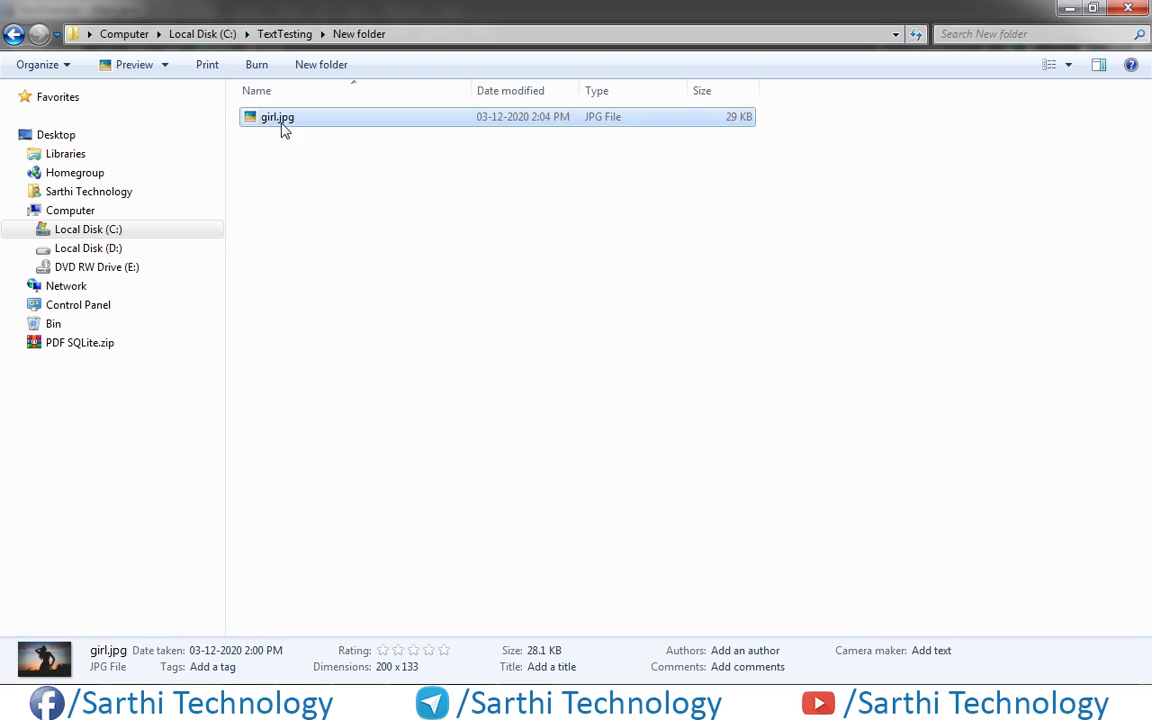 Computer Local Disk (C:) TextTesting New folder Search New folder
Organize Preview Print Burn New folder
Name Date modified Type Size
Favorites
girl.jpg 03-12-2020 2:04 PM JPG File 29 KB
Desktop
Libraries
Homegroup
Sarthi Technology
Computer
Local Disk (C:)
Local Disk (D:)
DVD RW Drive (E:)
Network
Control Panel
Bin
PDF SQLite.zip
girl.jpg Date taken: 03-12-2020 2:00 PM Rating: Size: 28.1 KB Authors: Add an author Camera maker: Add text
JPG File Tags: Add a tag Dimensions: 200 x 133 Title: Add a title Comments: Add comments
/Sarthi Technology /Sarthi Technology /Sarthi Technology